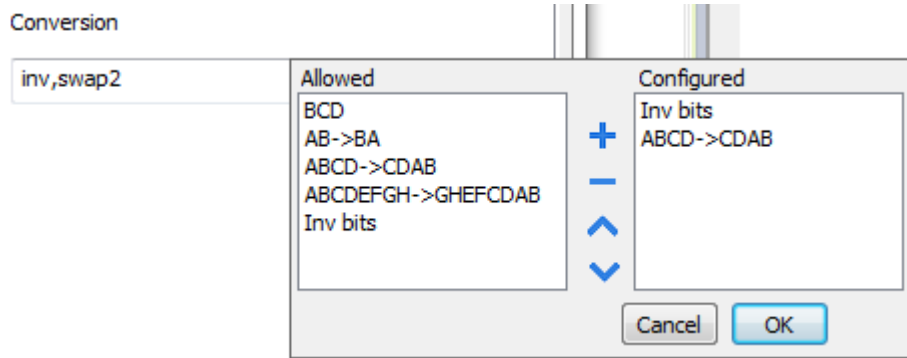 Conversion
inv,swap2
Allowed
BCD
AB->BA
ABCD->CDAB
ABCDEFGH->GHEFCDAB
Inv bits
Configured
Inv bits
ABCD->CDAB
Cancel
OK